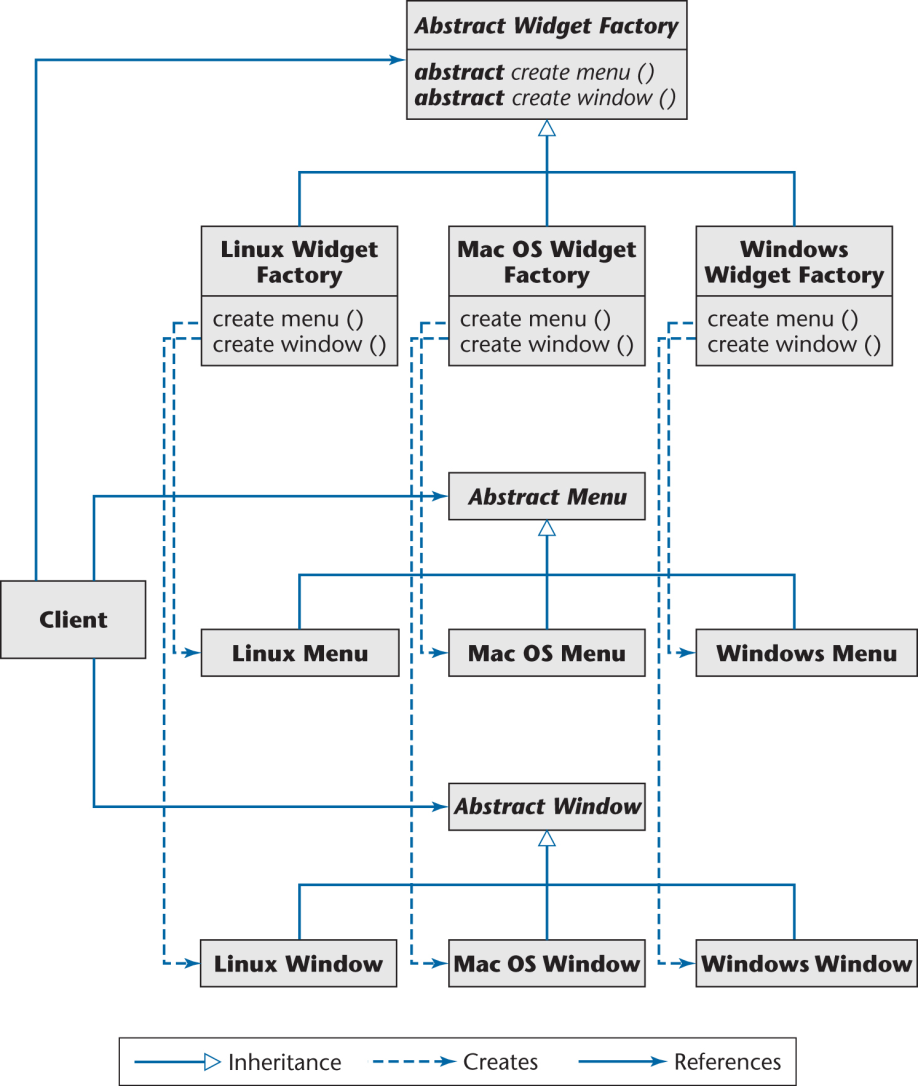 Abstract Widget Factory
abstract create menu ()
abstract create window ()
Linux Widget
Factory
create menu ()
create window ()
Mac OS Widget
Factory
create menu ()
create window ()
Windows
Widget Factory
create menu ()
create window ()
Abstract Menu
Client
Linux Menu
Mac OS Menu
Windows Menu
Abstract Window
Linux Window
Mac OS Window
Windows Window
Inheritance
Creates
References